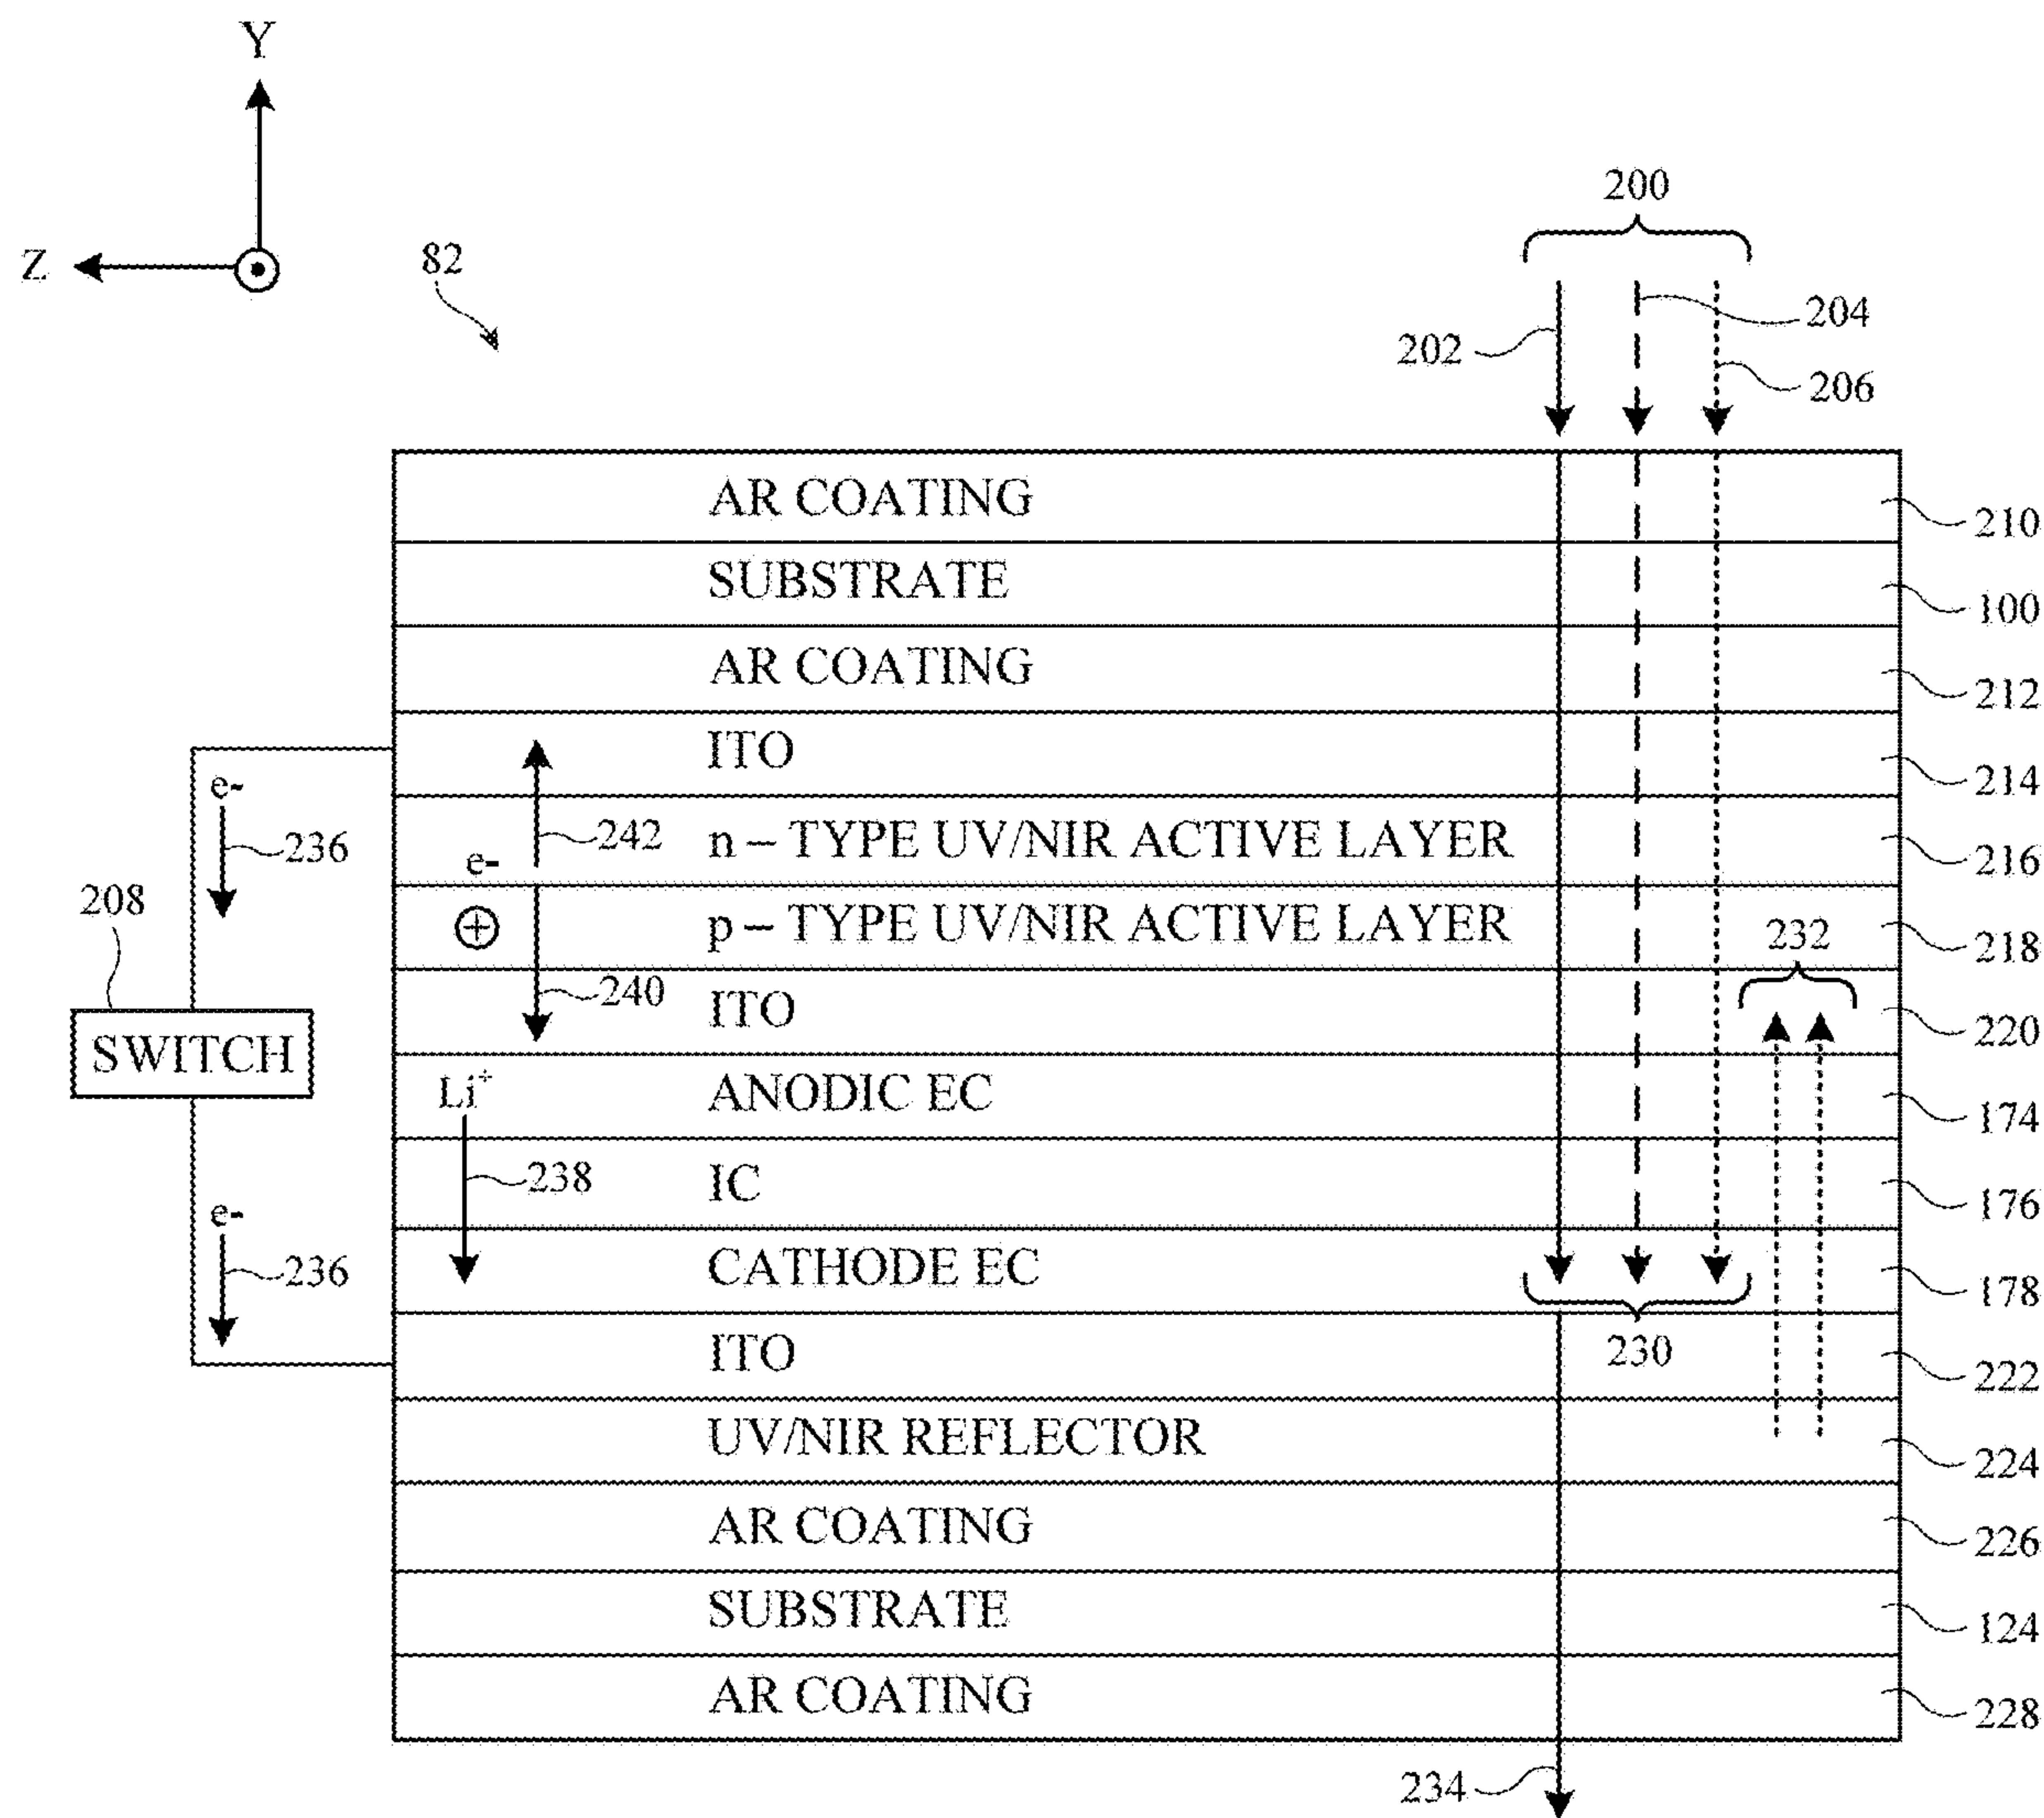 Y
Z
82
200
202
204
206
AR COATING
210
SUBSTRATE
100
AR COATING
212
ITO
214
e-
236
242
n – TYPE UV/NIR ACTIVE LAYER
216
e-
208
p – TYPE UV/NIR ACTIVE LAYER
218
232
240
ITO
220
SWITCH
Li+
ANODIC EC
174
238
IC
176
e-
236
CATHODE EC
178
230
ITO
222
UV/NIR REFLECTOR
224
AR COATING
226
SUBSTRATE
124
AR COATING
228
234